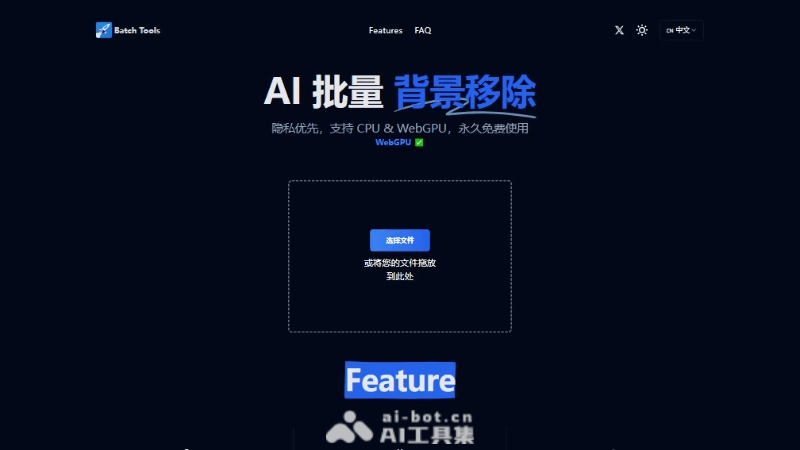 Batch Tools
Features
FAQ
CN 中文
AI 批量 背景移除
隐私优先，支持 CPU & WebGPU，永久免费使用
WebGPU
选择文件
或将您的文件拖放
到此处
Feature
ai-bot.cn
AI工具集